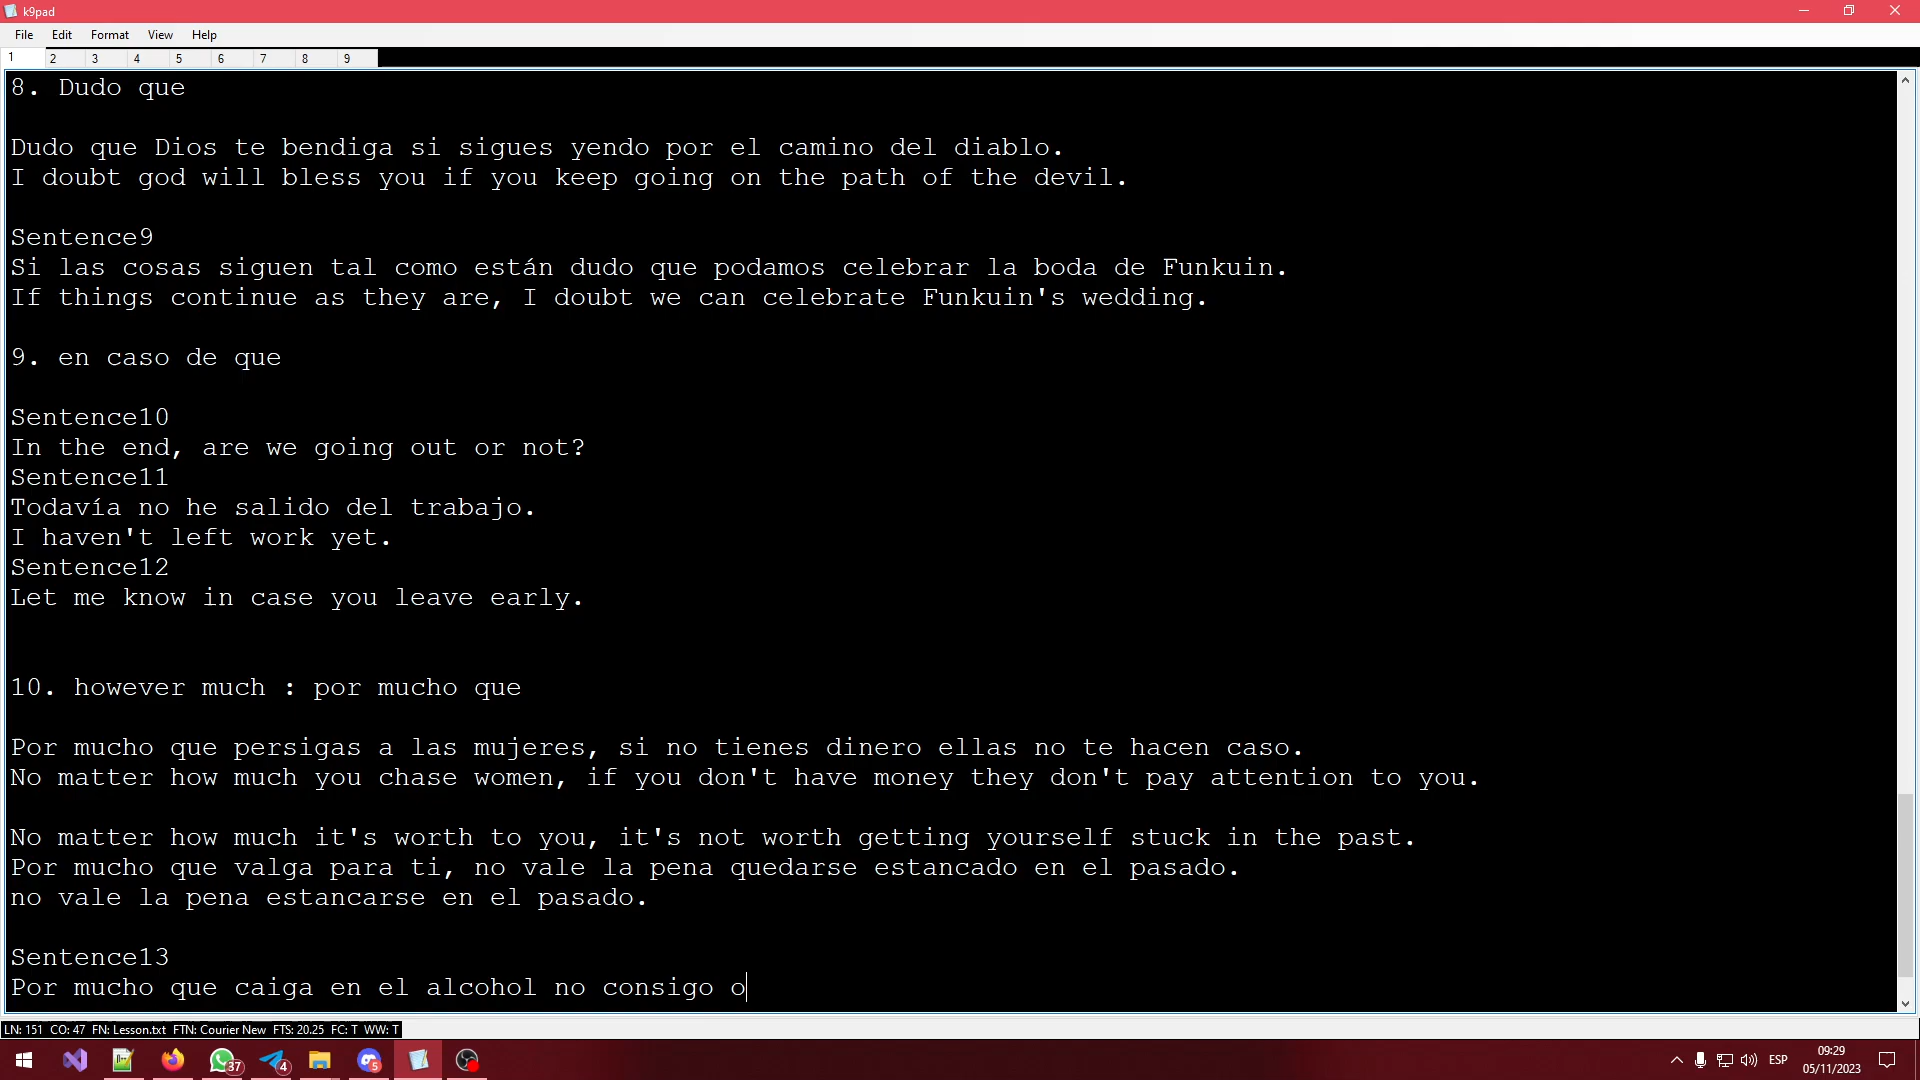 k9pad
File Edit Format View Help
1 2 3 4 5 6 7 8 9
8. Dudo que
Dudo que Dios te bendiga si sigues yendo por el camino del diablo.
I doubt god will bless you if you keep going on the path of the devil.
Sentence9
Si las cosas siguen tal como están dudo que podamos celebrar la boda de Funkuin.
If things continue as they are, I doubt we can celebrate Funkuin's wedding.
9. en caso de que
Sentence10
In the end, are we going out or not?
Sentence11
Todavía no he salido del trabajo.
I haven't left work yet.
Sentence12
Let me know in case you leave early.
10. however much : por mucho que
Por mucho que persigas a las mujeres, si no tienes dinero ellas no te hacen caso.
No matter how much you chase women, if you don't have money they don't pay attention to you.
No matter how much it's worth to you, it's not worth getting yourself stuck in the past.
Por mucho que valga para ti, no vale la pena quedarse estancado en el pasado.
no vale la pena estancarse en el pasado.
Sentence13
Por mucho que caiga en el alcohol no consigo o
LN: 151 CO: 47 FN: Lesson.txt FTN: Courier New FTS: 20.25 FC: T WW: T
37 4 5 ESP 09:29
05/11/2023